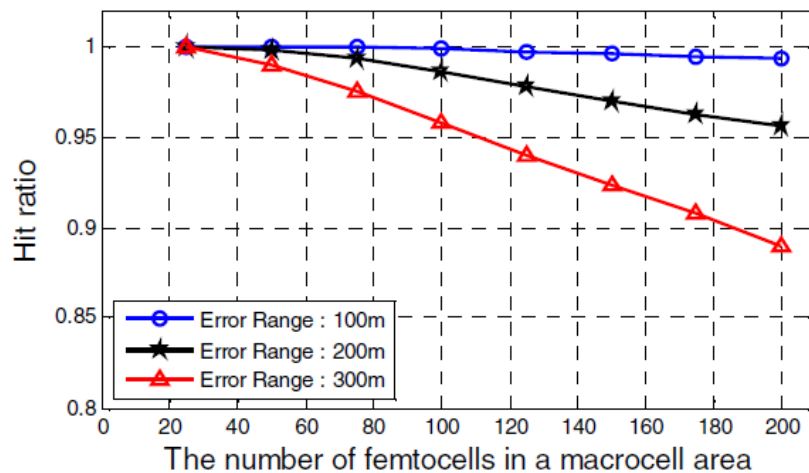 Hit ratio
1
0.95
0.9
0.85
0.8
Error Range : 100m
Error Range : 200m
Error Range : 300m
0 20 40 60 80 100 120 140 160 180 200
The number of femtocells in a macrocell area